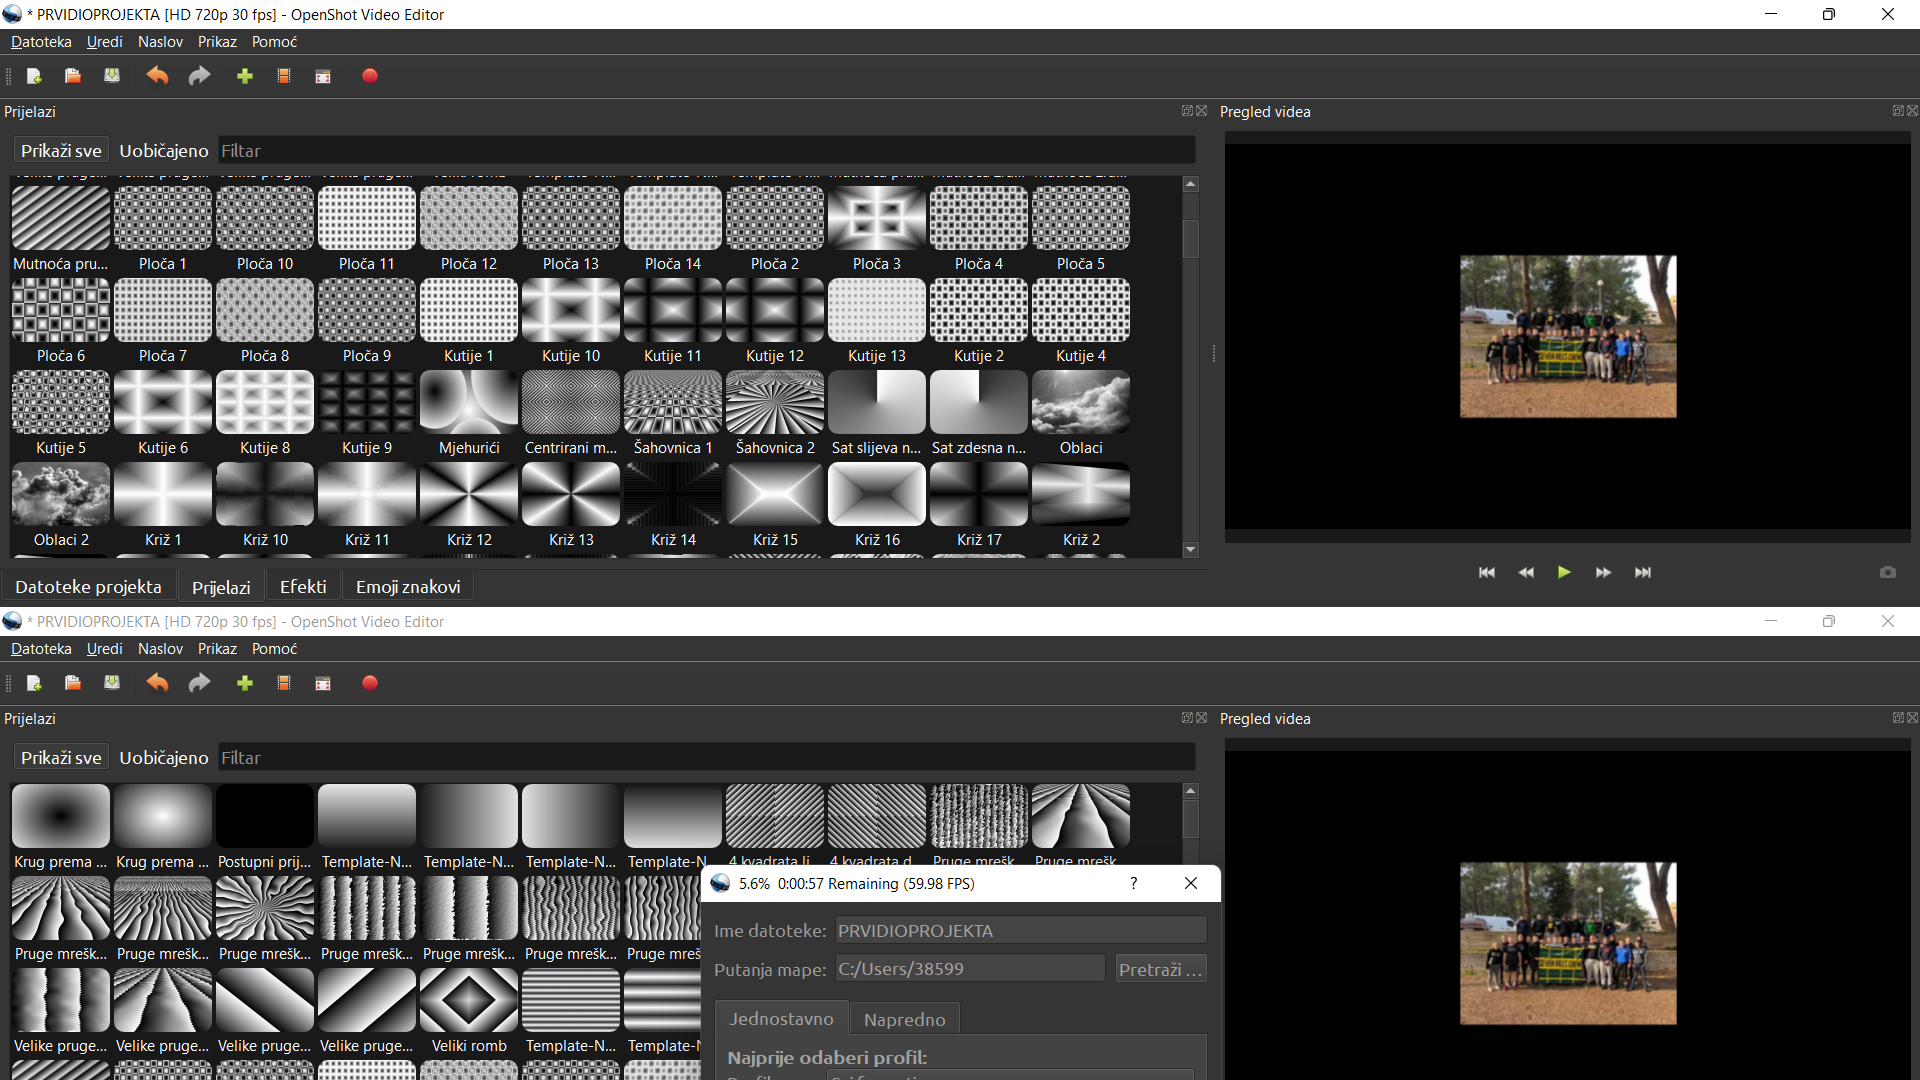 * PRVIDIOPROJEKTA [HD 720p 30 fps] - OpenShot Video Editor
Datoteka Uredi Naslov Prikaz Pomoć
Prijelazi
Pregled videa
Prikaži sve Uobičajeno Filtar
Mutnoća pru... Ploča 1 Ploča 10 Ploča 11 Ploča 12 Ploča 13 Ploča 14 Ploča 2 Ploča 3 Ploča 4 Ploča 5
Ploča 6 Ploča 7 Ploča 8 Ploča 9 Kutije 1 Kutije 10 Kutije 11 Kutije 12 Kutije 13 Kutije 2 Kutije 4
Kutije 5 Kutije 6 Kutije 8 Kutije 9 Mjehurići Centrirani m... Šahovnica 1 Šahovnica 2 Sat slijeva n... Sat zdesna n... Oblaci
Oblaci 2 Križ 1 Križ 10 Križ 11 Križ 12 Križ 13 Križ 14 Križ 15 Križ 16 Križ 17 Križ 2
Datoteke projekta Prijelazi Efekti Emoji znakovi
* PRVIDIOPROJEKTA [HD 720p 30 fps] - OpenShot Video Editor
Datoteka Uredi Naslov Prikaz Pomoć
Prijelazi
Pregled videa
Prikaži sve Uobičajeno Filtar
Krug prema ... Krug prema ... Postupni prij... Template-N... Template-N... Template-N... Template-N... 4 kvadrata li... 4 kvadrata d... Pruge mrešk... Pruge mrešk...
Pruge mrešk... Pruge mrešk... Pruge mrešk... Pruge mrešk... Pruge mrešk... Pruge mrešk... Pruge mreš
Velike pruge... Velike pruge... Velike pruge... Velike pruge... Veliki romb Template-N... Template-N
5.6% 0:00:57 Remaining (59.98 FPS)
?
Ime datoteke: PRVIDIOPROJEKTA
Putanja mape: C:/Users/38599 Pretraži ...
Jednostavno Napredno
Najprije odaberi profil: